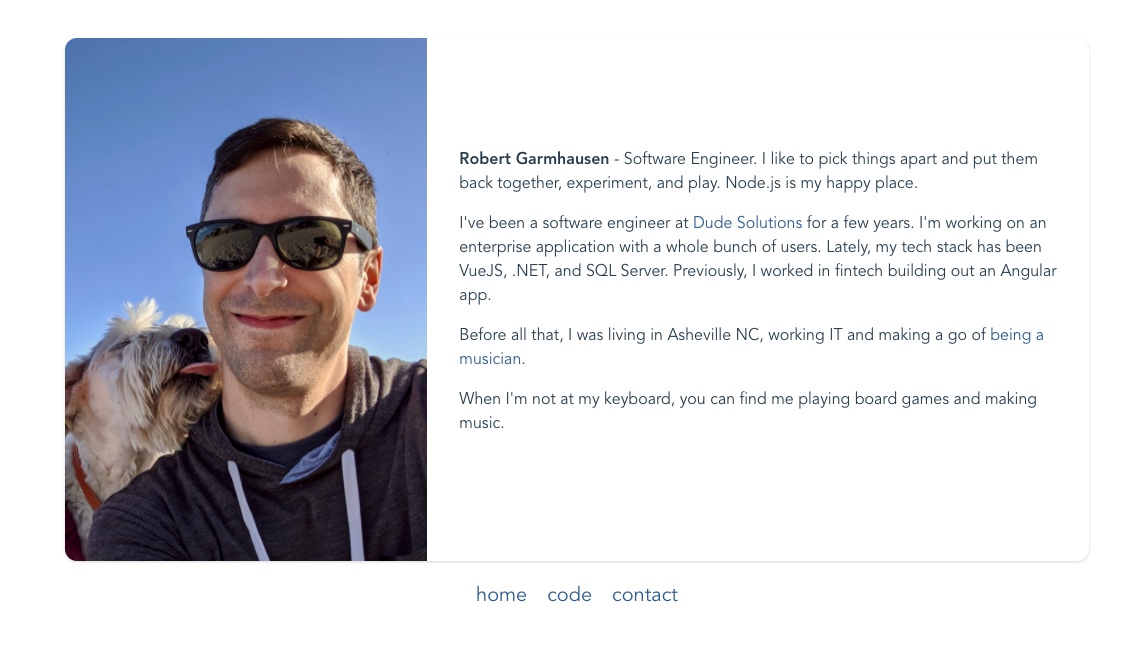 Robert Garmhausen - Software Engineer. I like to pick things apart and put them
back together, experiment, and play. Node.js is my happy place.
I've been a software engineer at Dude Solutions for a few years. I'm working on an
enterprise application with a whole bunch of users. Lately, my tech stack has been
VueJS, .NET, and SQL Server. Previously, I worked in fintech building out an Angular
app.
Before all that, I was living in Asheville NC, working IT and making a go of being a
musician.
When I'm not at my keyboard, you can find me playing board games and making
music.
home code contact